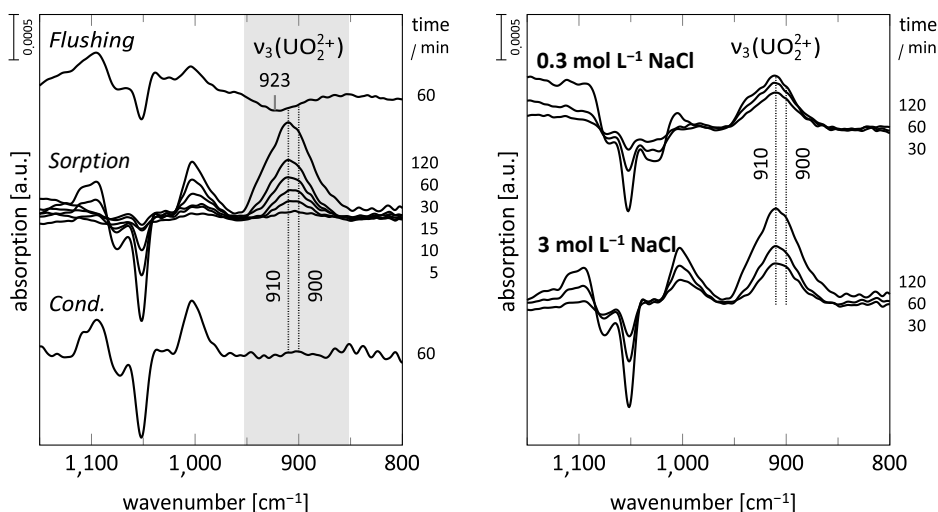 0.0005
Flushing
ν₃(UO₂²⁺)
923
time
/ min
60
Sorption
120
60
30
15
10
5
910
900
Cond.
60
absorption [a.u.]
1,100
1,000
900
800
wavenumber [cm⁻¹]
0.0005
ν₃(UO₂²⁺)
time
/ min
0.3 mol L⁻¹ NaCl
120
60
30
910
900
3 mol L⁻¹ NaCl
120
60
30
absorption [a.u.]
1,100
1,000
900
800
wavenumber [cm⁻¹]